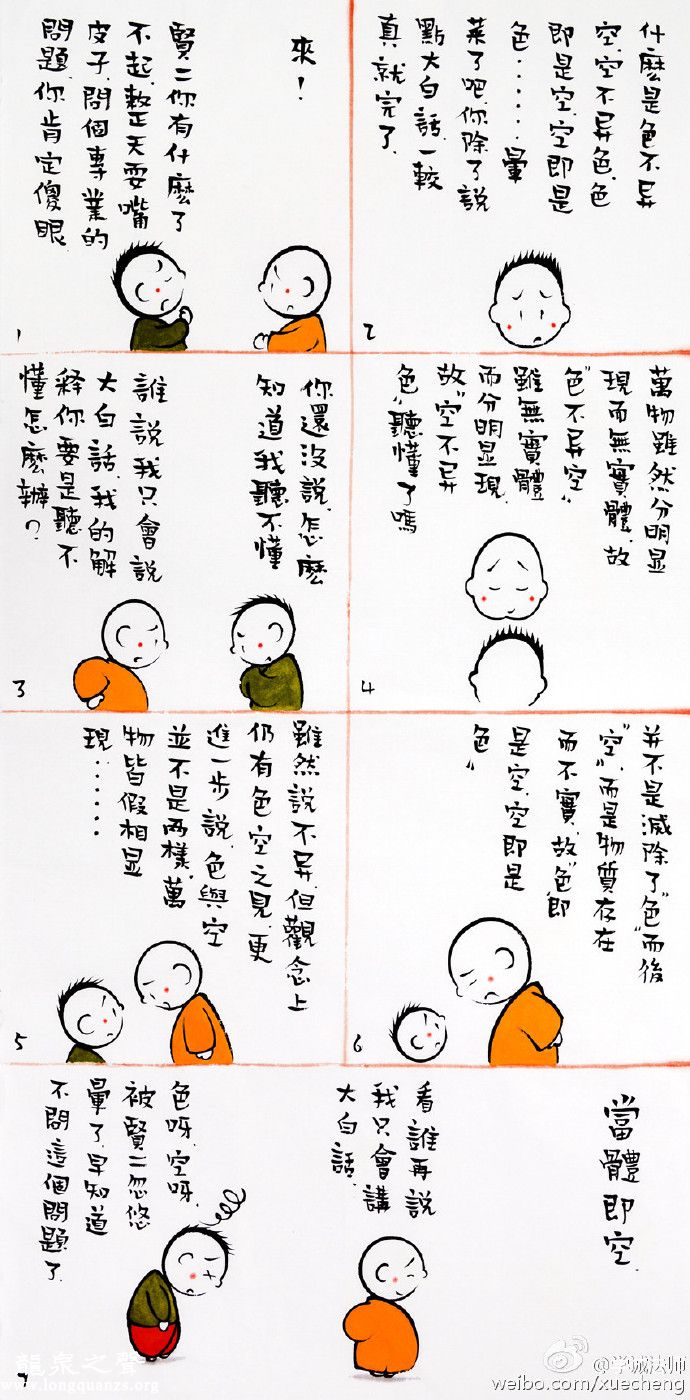 賢二你有什麼了
不起、整天耍嘴
皮子、問個專業的
問題、你肯定傻眼
來！
1
什麼是色不异
空、空不异色、色
即是空、空即是
色……暈
菜了吧、你除了說
點大白話、一較
真就完了、
2
誰說我只會說
大白話、我的解
释你要是聽不
懂怎麼辦？
你還沒說、怎麼
知道我聽不懂
3
萬物雖然分明显
現而無實體、故
“色不异空”
雖無實體
而分明显現、
故“空不异
色”聽懂了嗎
4
雖然說不异、但觀念上
仍有色空之見、更
進一步說、色與空
並不是两樣、萬
物皆假相显
現……
5
并不是減除了“色”而後
“空”、而是物質存在
而不實、故“色”即
是空、空即是
色”
6
當體即空、
看誰再說
我只會講
大白話、
色呀、空呀、
被賢二忽悠
暈了、早知道
不問這個問題了、
7
龍泉之聲
www.longquanzs.org
@学诚法师
weibo.com/xuecheng